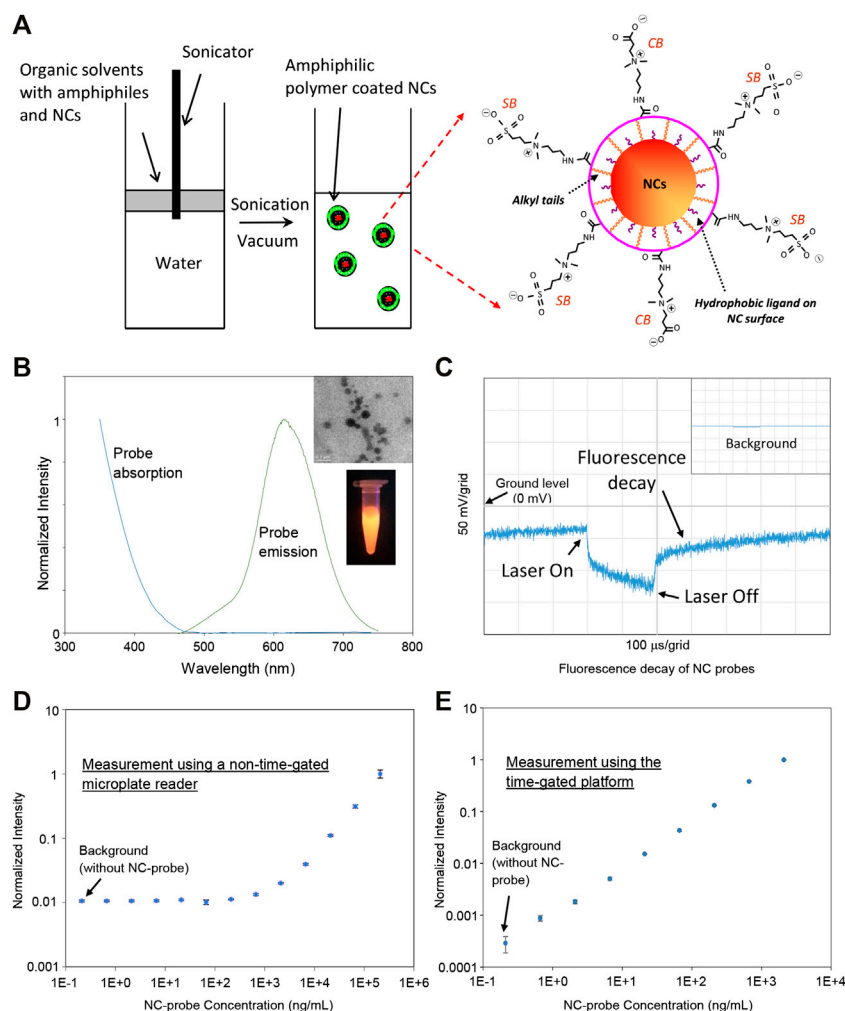 A
Organic solvents
with amphiphiles
and NCs
Sonicator
Water
Sonication
Vacuum
Amphiphilic
polymer coated NCs
CB
SB
SB
NCs
Alkyl tails
SB
SB
CB
Hydrophobic ligand on
NC surface
B
Normalized Intensity
1
0
Probe
absorption
Probe
emission
300
400
500
600
700
800
Wavelength (nm)
C
50 mV/grid
Ground level
(0 mV)
Background
Fluorescence
decay
Laser On
Laser Off
100 µs/grid
Fluorescence decay of NC probes
D
Normalized Intensity
10
1
0.1
0.01
0.001
Measurement using a non-time-gated
microplate reader
Background
(without NC-probe)
1E-1
1E+0
1E+1
1E+2
1E+3
1E+4
1E+5
1E+6
NC-probe Concentration (ng/mL)
E
Normalized Intensity
10
1
0.1
0.01
0.001
0.0001
Measurement using the
time-gated platform
Background
(without NC-
probe)
1E-1
1E+0
1E+1
1E+2
1E+3
1E+4
NC-probe Concentration (ng/mL)